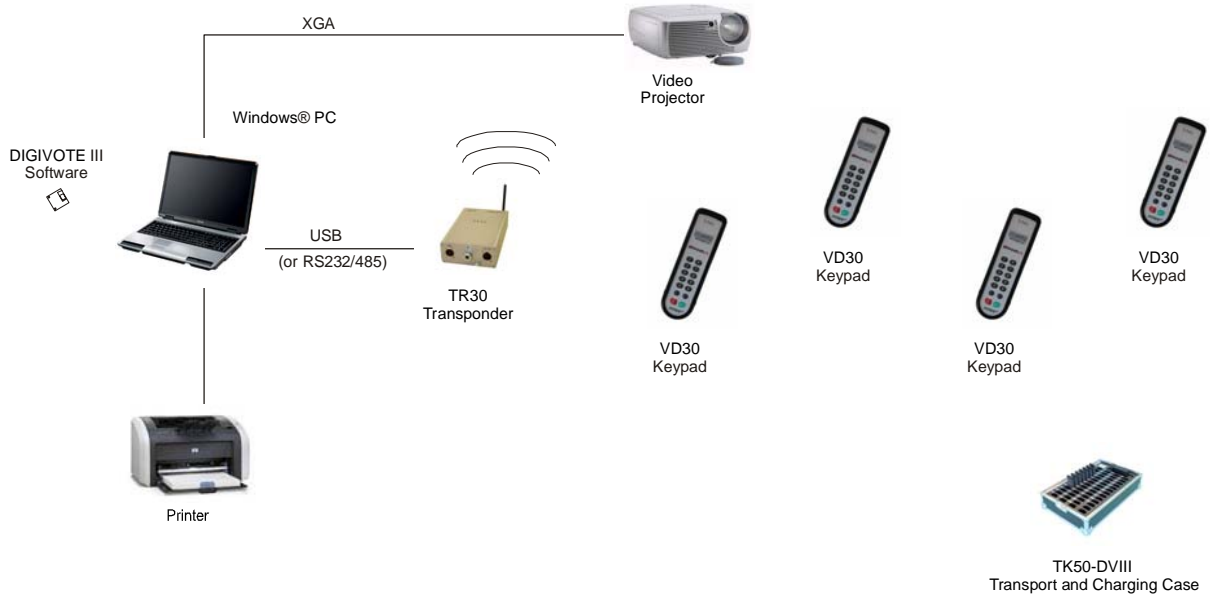 XGA
Video
Projector
Windows® PC
DIGIVOTE III
Software
USB
(or RS232/485)
TR30
Transponder
VD30
Keypad
VD30
Keypad
VD30
Keypad
VD30
Keypad
Printer
TK50-DVIII
Transport and Charging Case